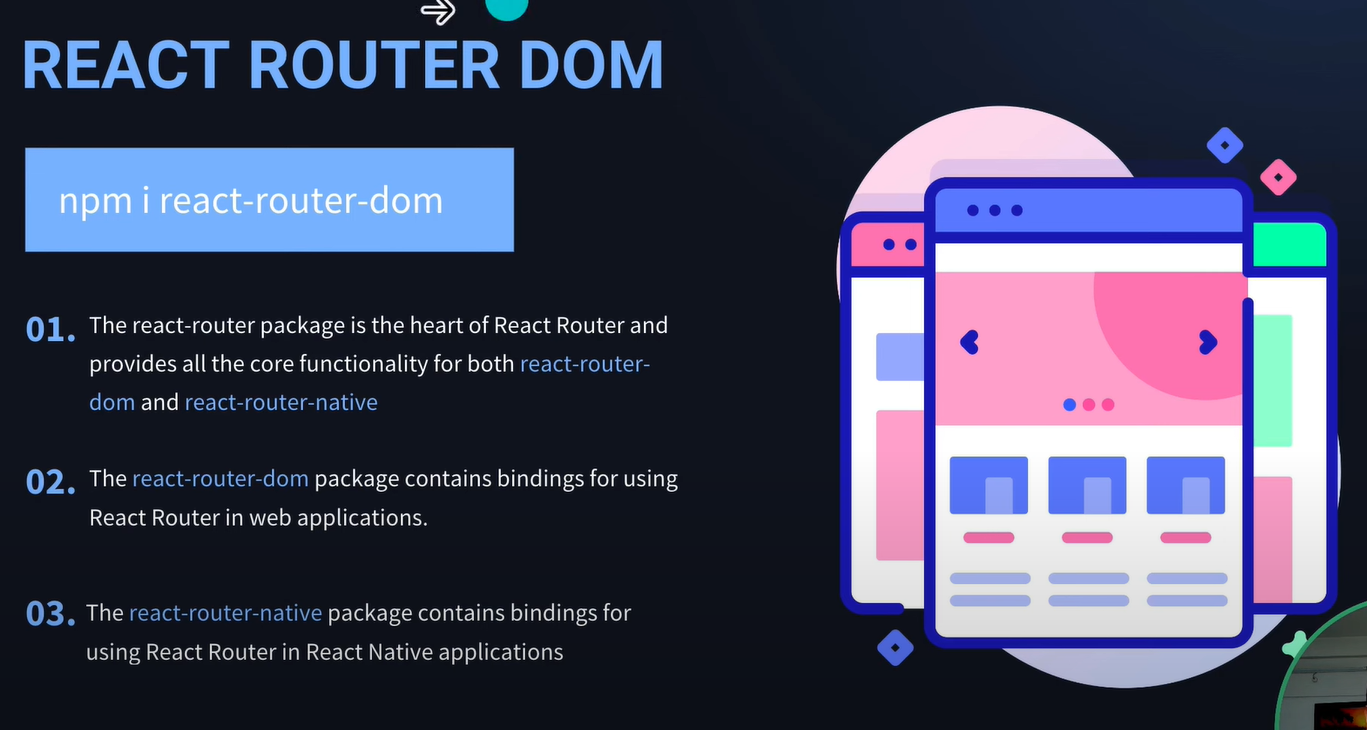 REACT ROUTER DOM
npm i react-router-dom
01. The react-router package is the heart of React Router and
provides all the core functionality for both react-router-
dom and react-router-native
02. The react-router-dom package contains bindings for using
React Router in web applications.
03. The react-router-native package contains bindings for
using React Router in React Native applications